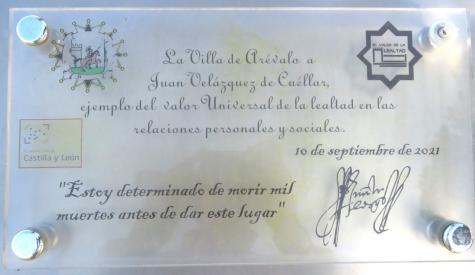 La Villa de Arévalo a
Juan Velázquez de Cuéllar,
ejemplo del valor Universal de la lealtad en las
relaciones personales y sociales.
EL VALOR DE LA
LEALTAD
Castilla y León
10 de septiembre de 2021
"Estoy determinado de morir mil
muertes antes de dar este lugar"